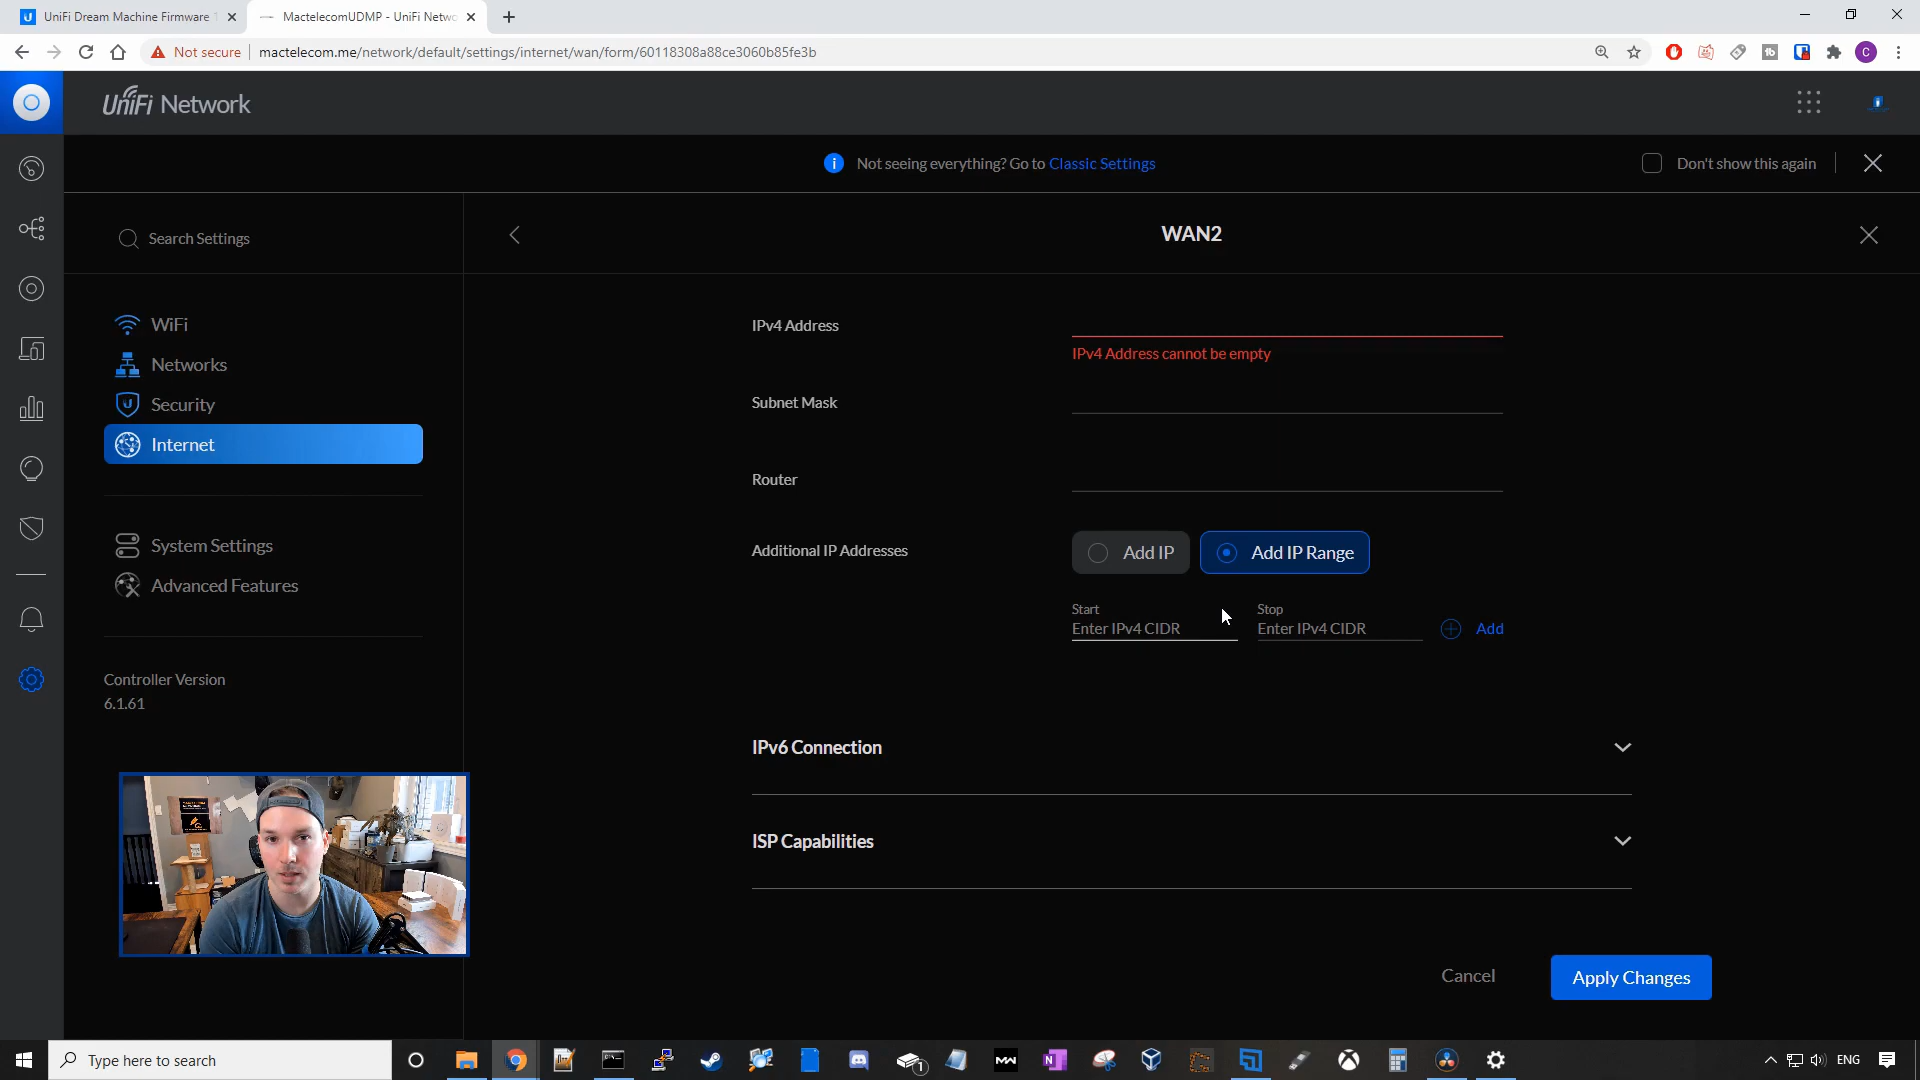 UniFi Dream Machine Firmware 1
MactelecomUDMP - UniFi Netwo
Not secure
mactelecom.me/network/default/settings/internet/wan/form/60118308a88ce3060b85fe3b
C
UniFi Network
Not seeing everything? Go to Classic Settings
Don't show this again
Search Settings
WAN2
WiFi
Networks
Security
Internet
System Settings
Advanced Features
Controller Version
6.1.61
IPv4 Address
IPv4 Address cannot be empty
Subnet Mask
Router
Additional IP Addresses
Add IP
Add IP Range
Start
Stop
Enter IPv4 CIDR
Enter IPv4 CIDR
Add
IPv6 Connection
ISP Capabilities
Cancel
Apply Changes
Type here to search
ENG